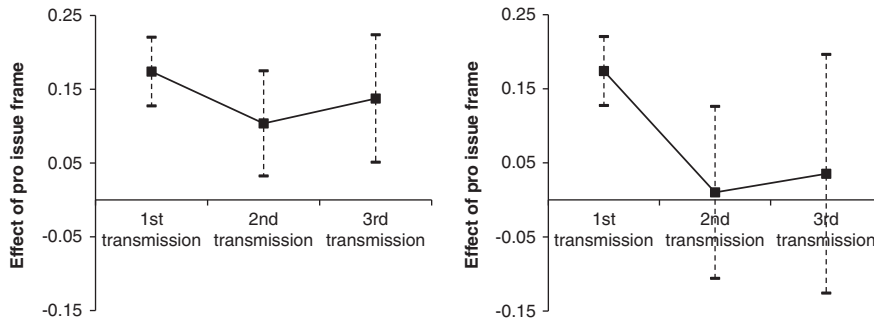 Effect of pro issue frame
0.25
0.15
0.05
-0.05
-0.15
1st
transmission
2nd
transmission
3rd
transmission
Effect of pro issue frame
0.25
0.15
0.05
-0.05
-0.15
1st
transmission
2nd
transmission
3rd
transmission